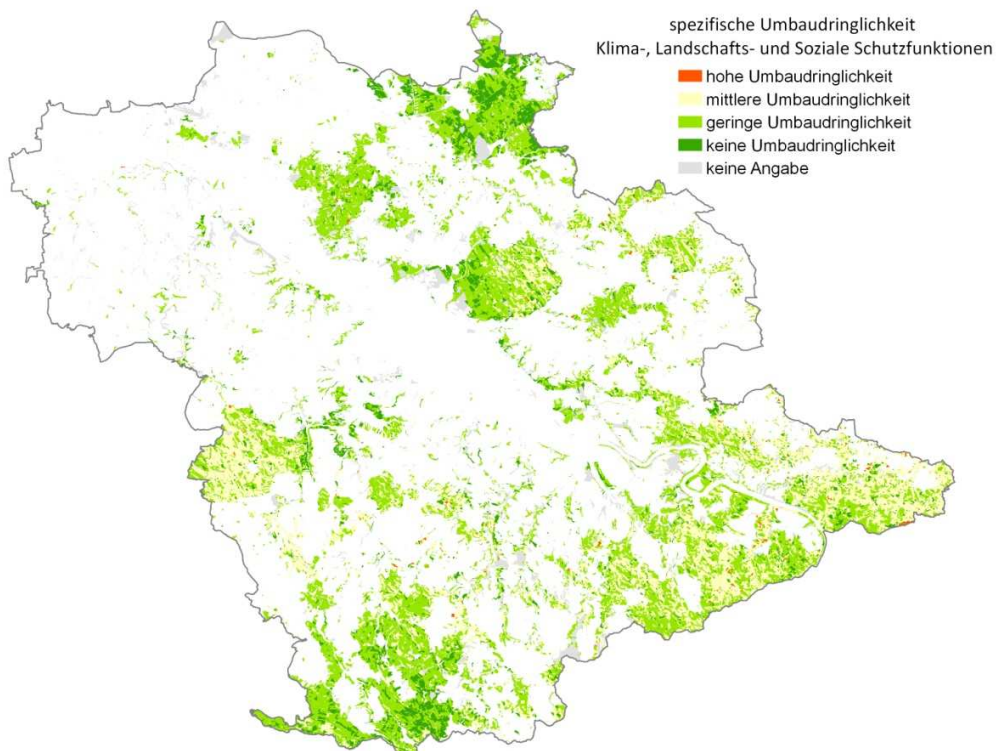 spezifische Umbaudringlichkeit
Klima-, Landschafts- und Soziale Schutzfunktionen
hohe Umbaudringlichkeit
mittlere Umbaudringlichkeit
geringe Umbaudringlichkeit
keine Umbaudringlichkeit
keine Angabe